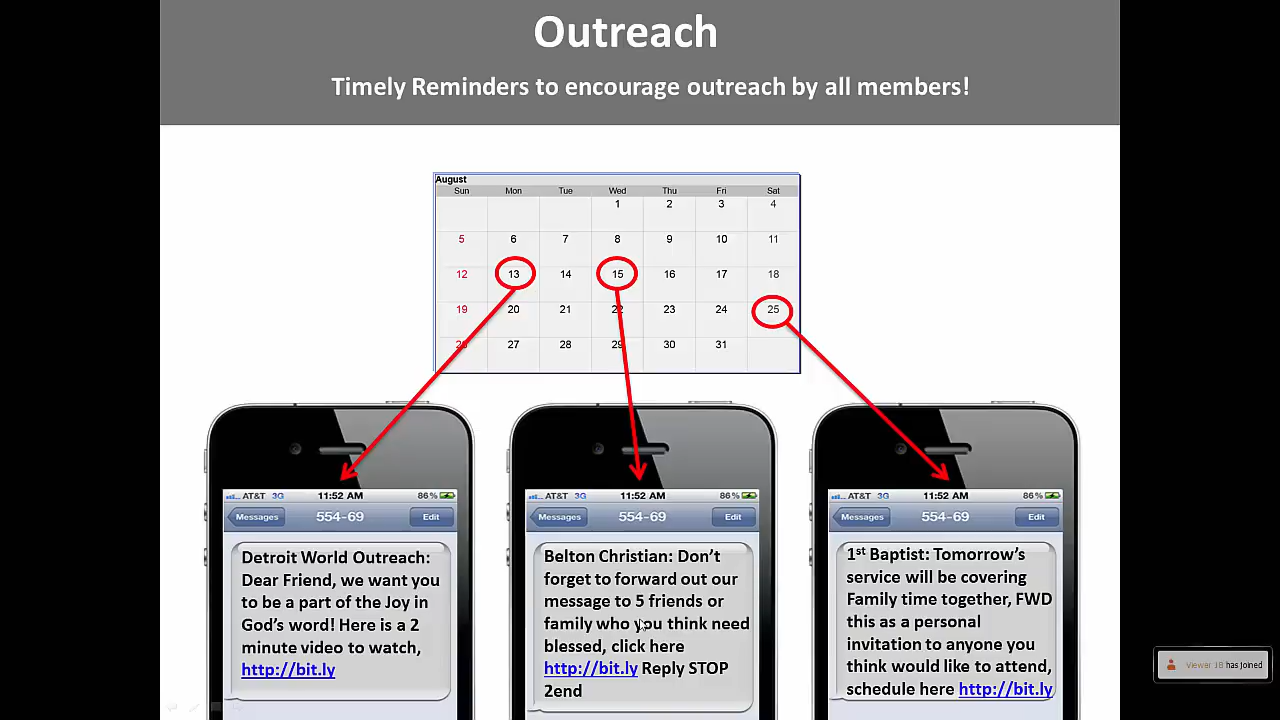 Outreach
Timely Reminders to encourage outreach by all members!
August
Sun Mon Tue Wed Thu Fri Sat
1 2 3 4
5 6 7 8 9 10 11
12 13 14 15 16 17 18
19 20 21 22 23 24 25
26 27 28 29 30 31
AT&T 3G 11:52 AM 86%
Messages 554-69 Edit
Detroit World Outreach:
Dear Friend, we want you
to be a part of the Joy in
God's word! Here is a 2
minute video to watch,
http://bit.ly
AT&T 3G 11:52 AM 86%
Messages 554-69 Edit
Belton Christian: Don't
forget to forward out our
message to 5 friends or
family who you think need
blessed, click here
http://bit.ly Reply STOP
2end
AT&T 3G 11:52 AM 86%
Messages 554-69 Edit
1st Baptist: Tomorrow's
service will be covering
Family time together, FWD
this as a personal
invitation to anyone you
think would like to attend,
schedule here http://bit.ly
Viewer 18 has joined